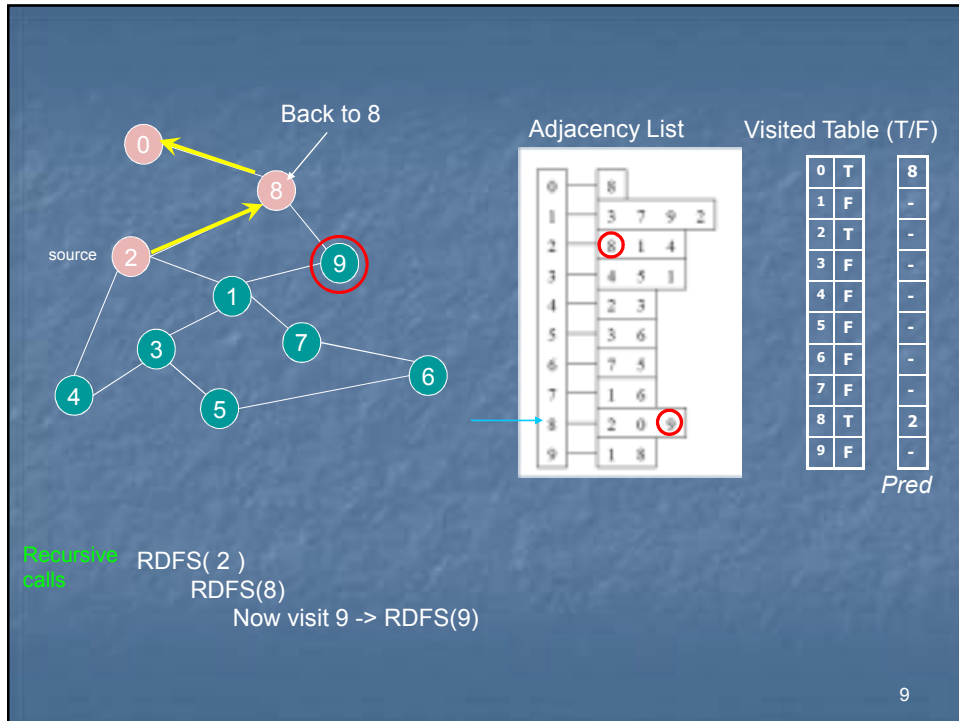 Back to 8
0
8
source
2
9
1
7
3
6
4
5
Adjacency List
0 8
1 3 7 9 2
2 8 1 4
3 4 5 1
4 2 3
5 3 6
6 7 5
7 1 6
8 2 0 9
9 1 8
Visited Table (T/F)
0 T 8
1 F -
2 T -
3 F -
4 F -
5 F -
6 F -
7 F -
8 T 2
9 F -
Pred
Recursive
calls
RDFS( 2 )
RDFS(8)
Now visit 9 -> RDFS(9)
9